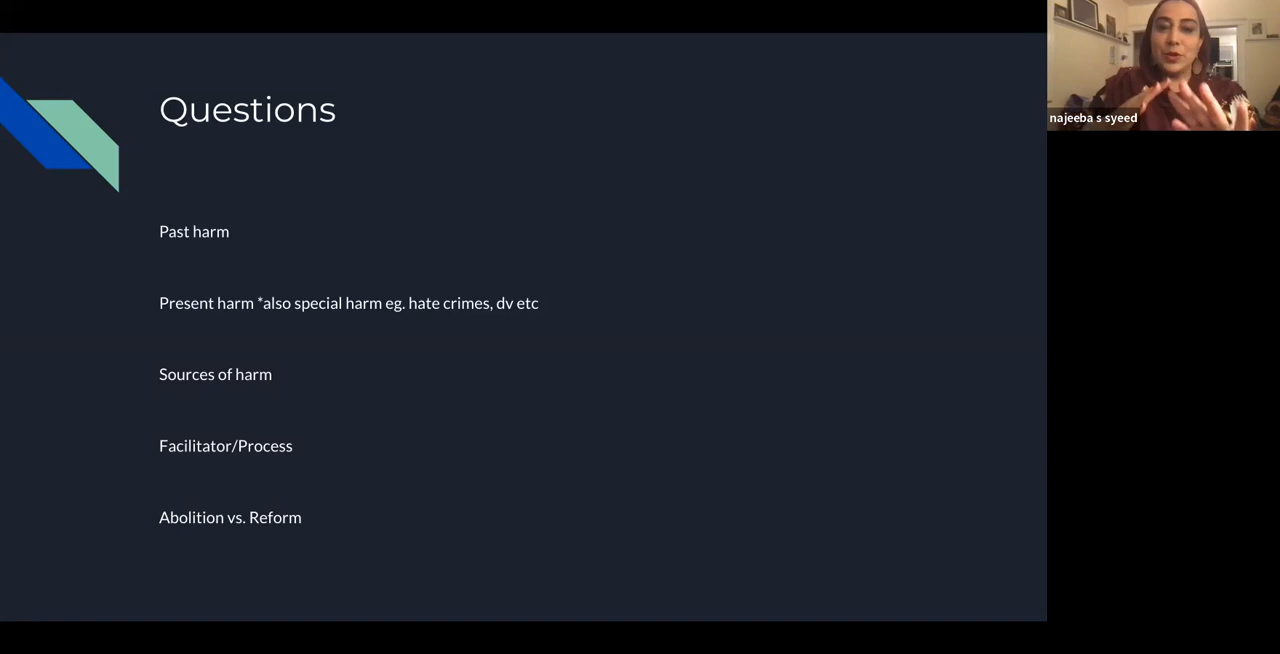 Questions
Past harm
Present harm *also special harm eg. hate crimes, dv etc
Sources of harm
Facilitator/Process
Abolition vs. Reform
najeeba s syeed